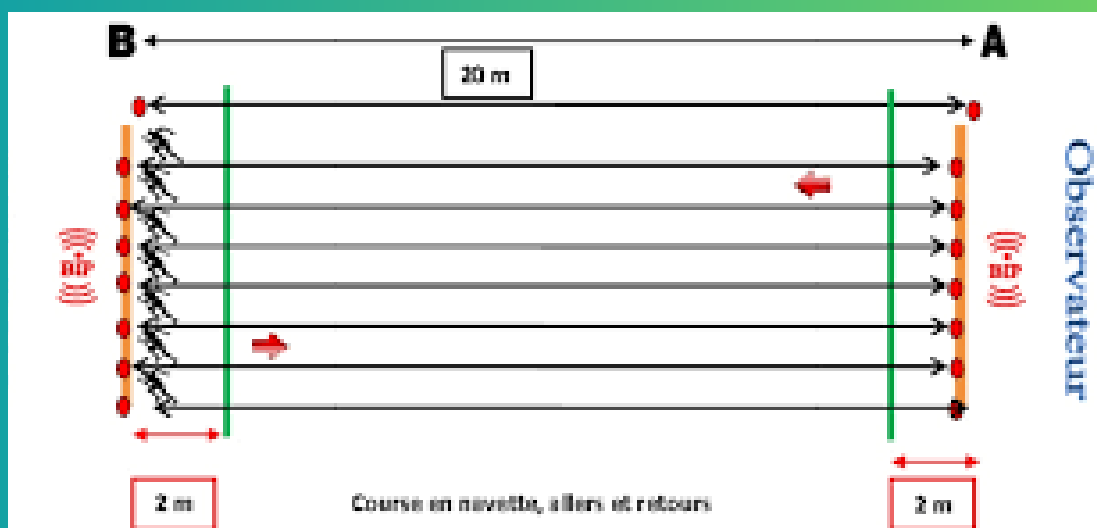 B
A
20 m
Observateur
Bip
Bip
2 m
Course en navette, allers et retours
2 m